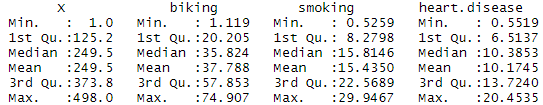 X biking smoking heart.disease
Min. : 1.0 Min. : 1.119 Min. : 0.5259 Min. : 0.5519
1st Qu.:125.2 1st Qu.:20.205 1st Qu.: 8.2798 1st Qu.: 6.5137
Median :249.5 Median :35.824 Median :15.8146 Median :10.3853
Mean :249.5 Mean :37.788 Mean :15.4350 Mean :10.1745
3rd Qu.:373.8 3rd Qu.:57.853 3rd Qu.:22.5689 3rd Qu.:13.7240
Max. :498.0 Max. :74.907 Max. :29.9467 Max. :20.4535